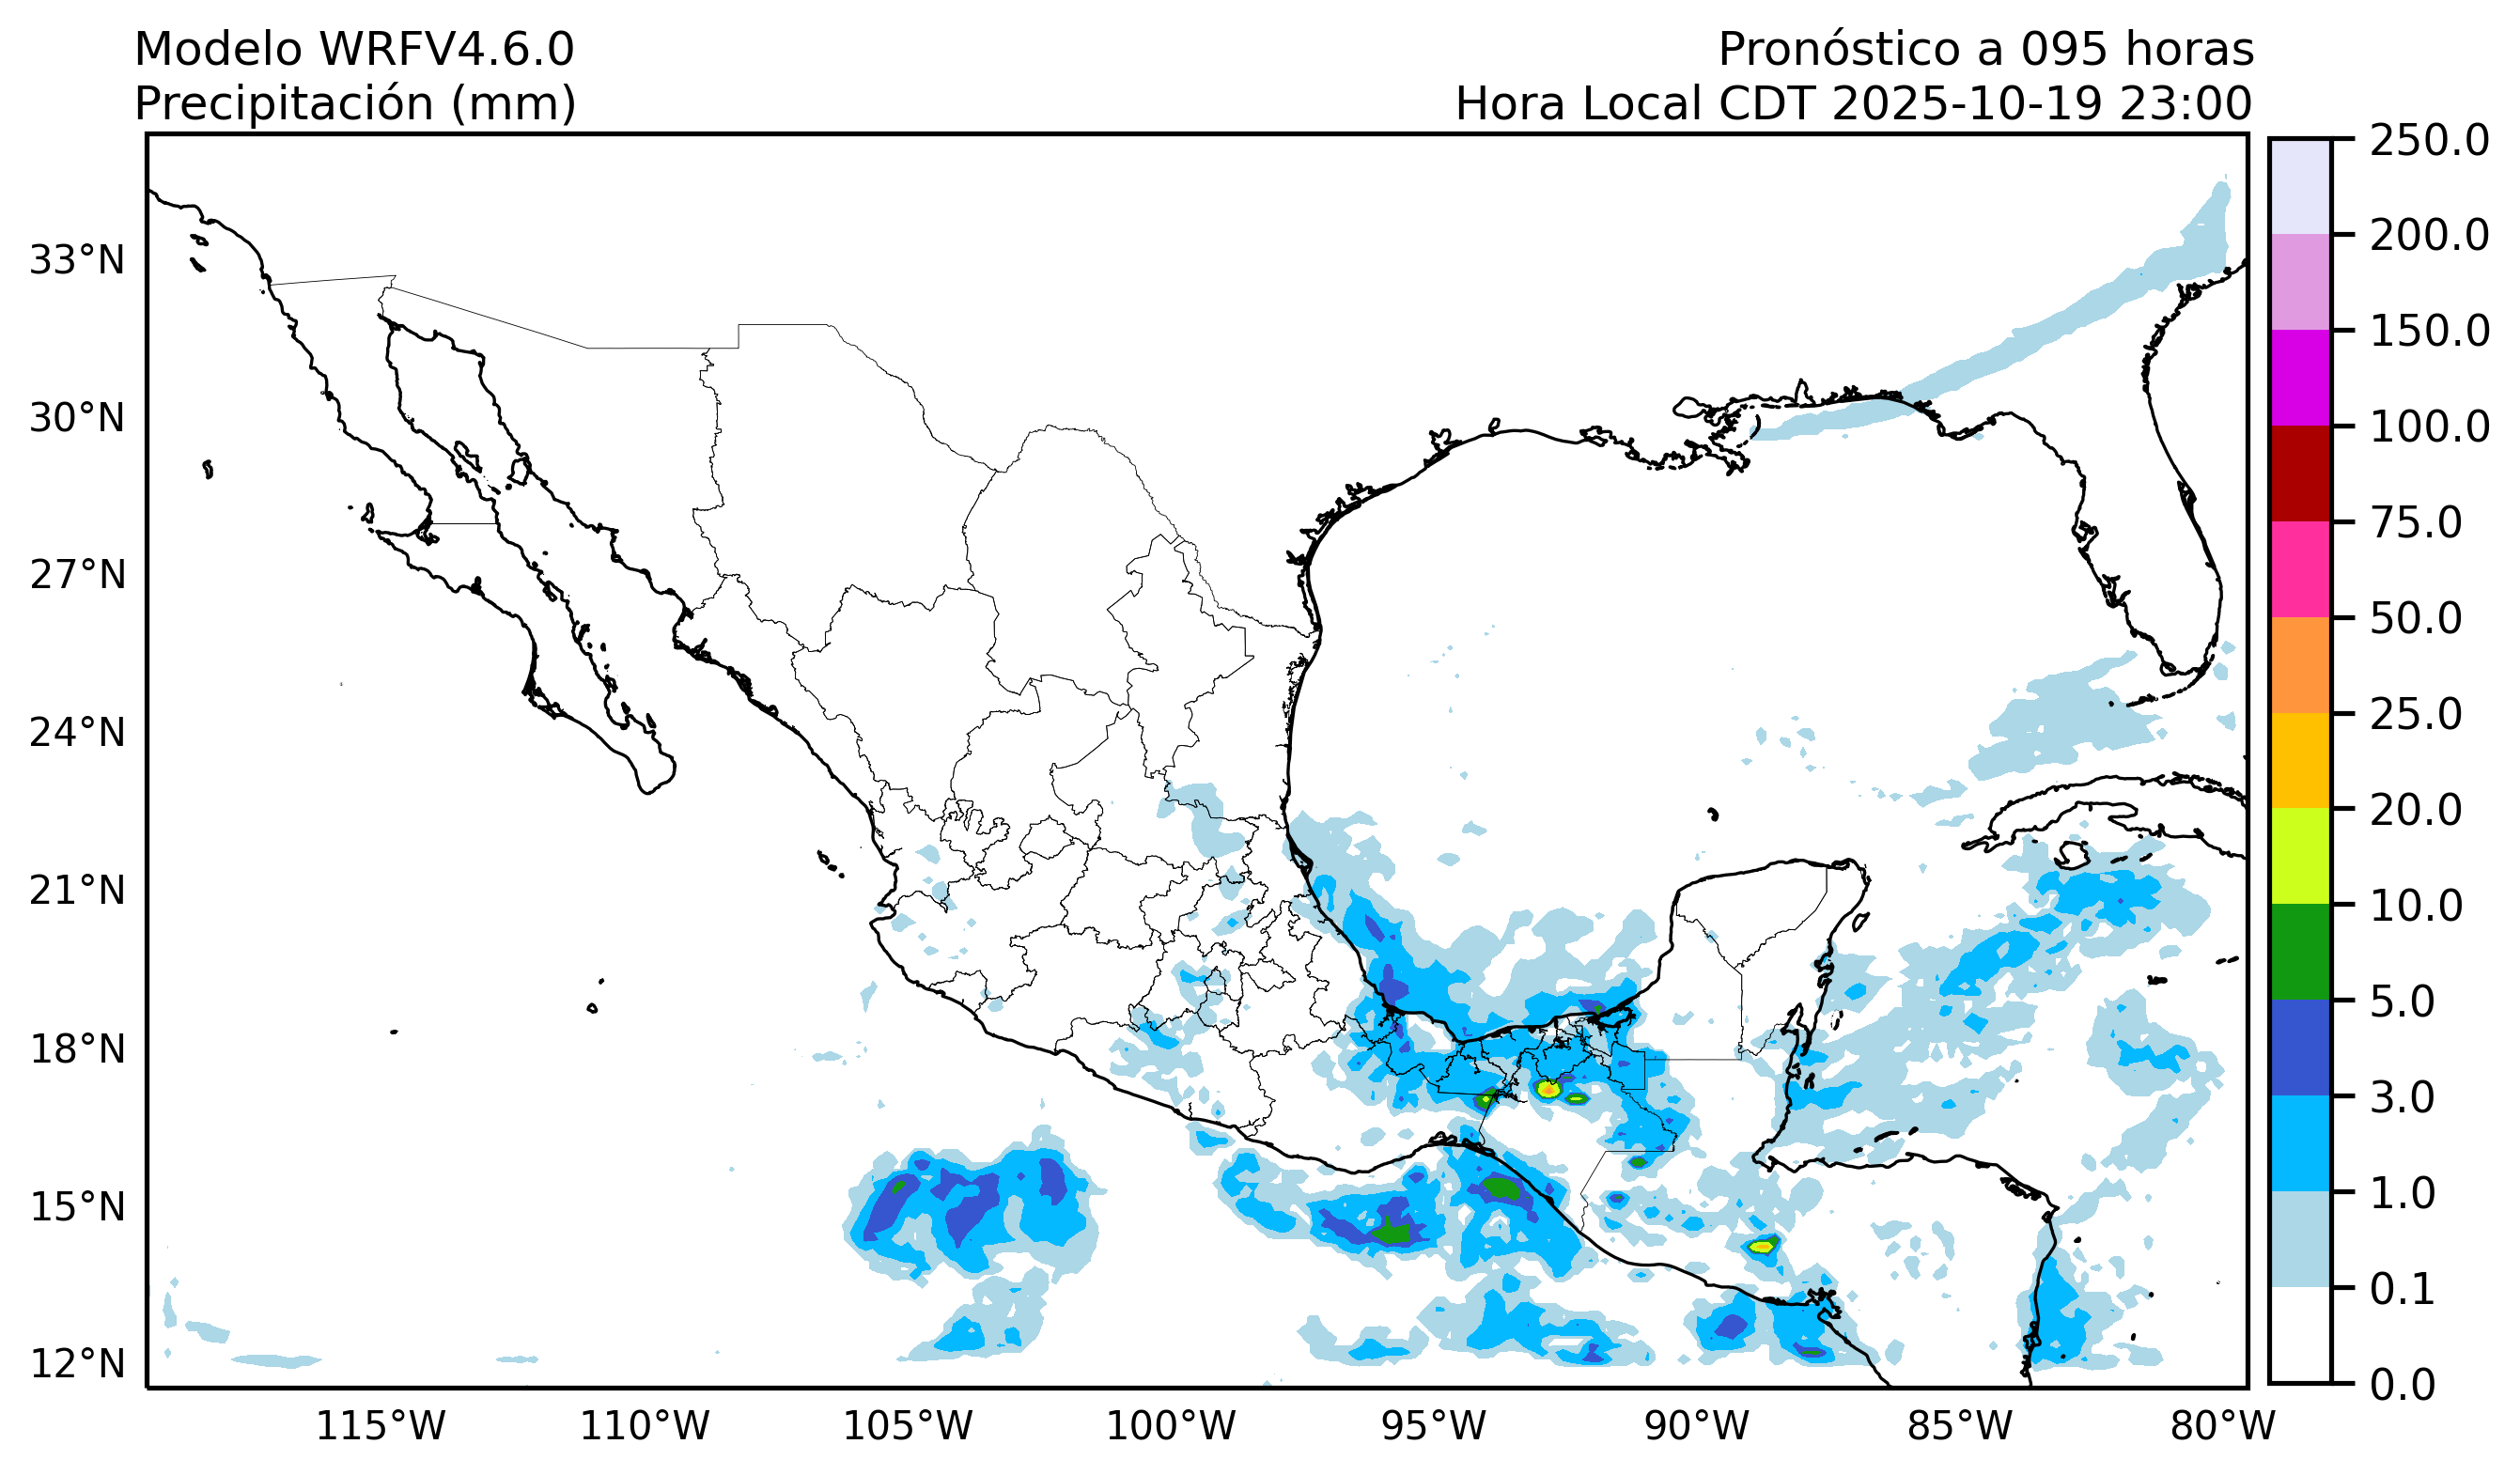 Modelo WRFV4.6.0
Precipitación (mm)
Pronóstico a 095 horas
Hora Local CDT 2025-10-19 23:00
33°N
30°N
27°N
24°N
21°N
18°N
15°N
12°N
115°W
110°W
105°W
100°W
95°W
90°W
85°W
80°W
250.0
200.0
150.0
100.0
75.0
50.0
25.0
20.0
10.0
5.0
3.0
1.0
0.1
0.0